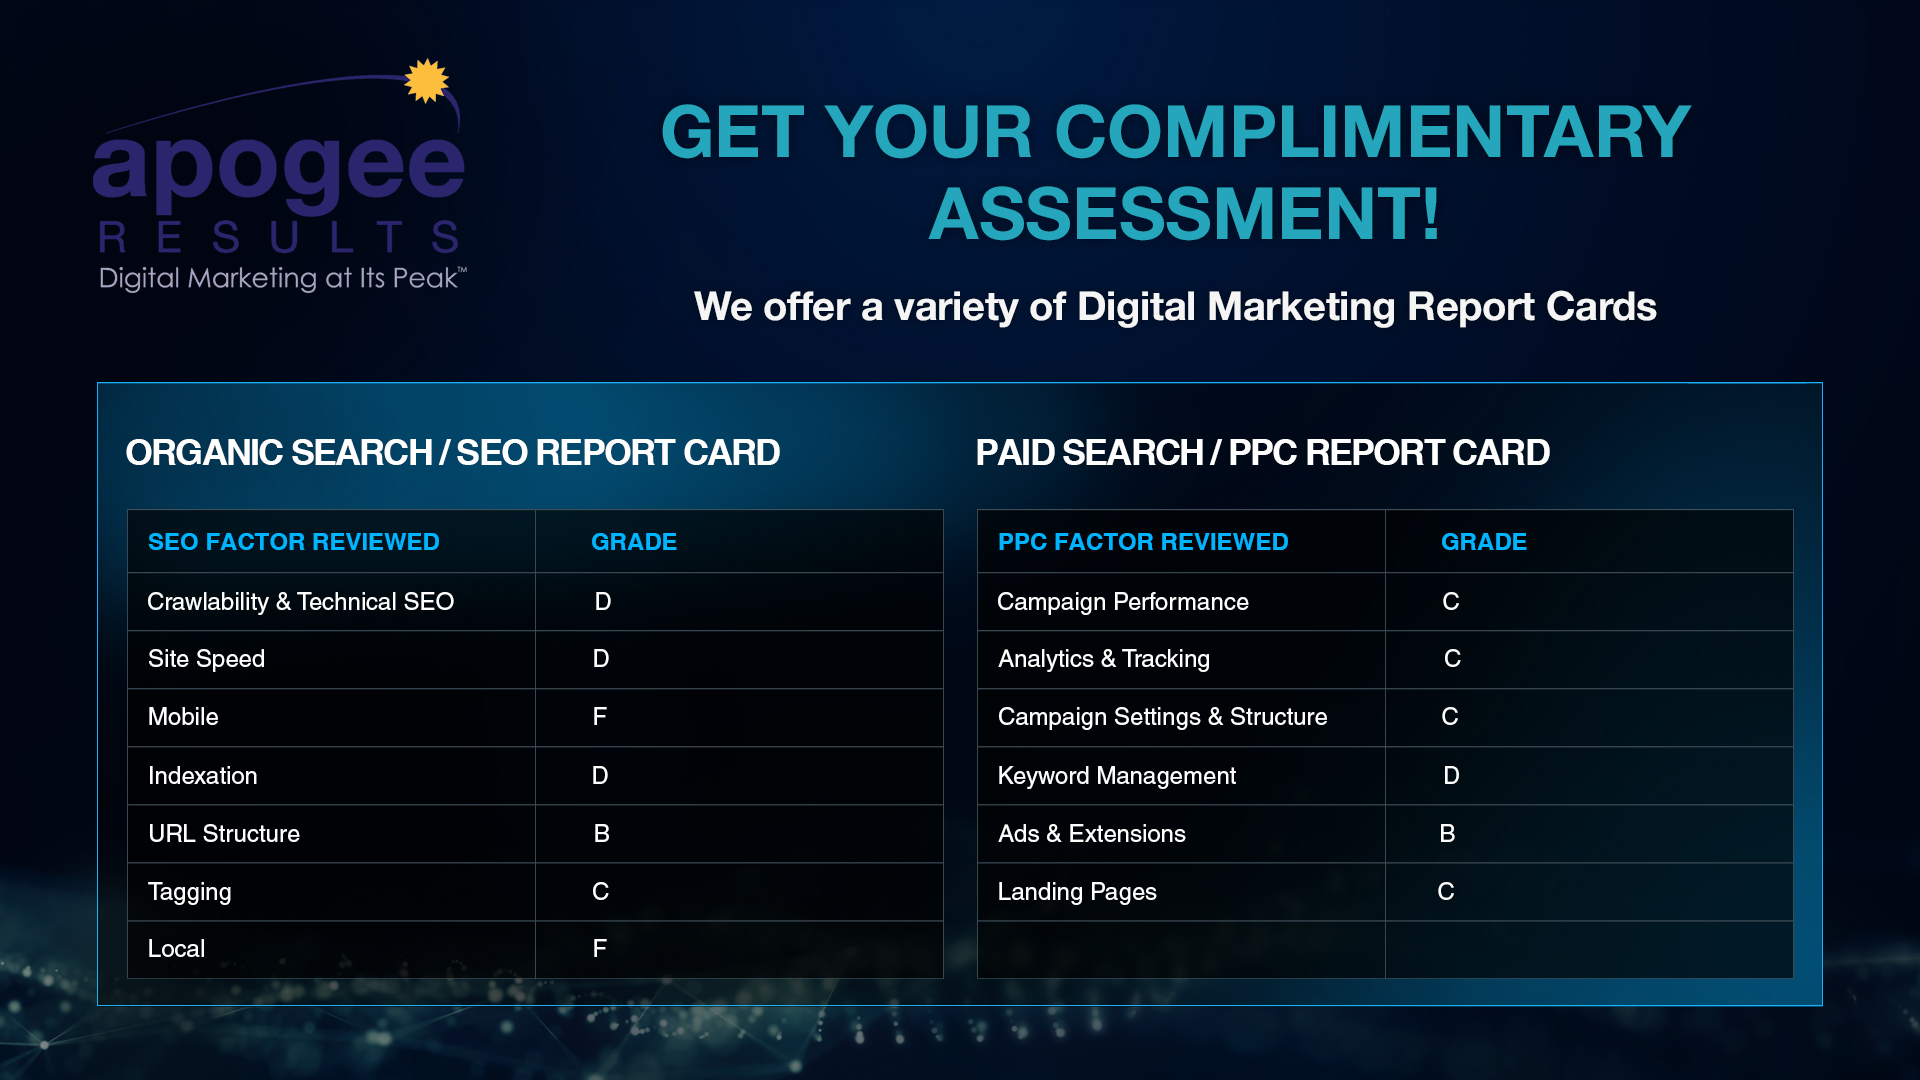 apogee
RESULTS
Digital Marketing at Its Peak™
GET YOUR COMPLIMENTARY
ASSESSMENT!
We offer a variety of Digital Marketing Report Cards
ORGANIC SEARCH / SEO REPORT CARD
SEO FACTOR REVIEWED GRADE
Crawlability & Technical SEO D
Site Speed D
Mobile F
Indexation D
URL Structure B
Tagging C
Local F
PAID SEARCH / PPC REPORT CARD
PPC FACTOR REVIEWED GRADE
Campaign Performance C
Analytics & Tracking C
Campaign Settings & Structure C
Keyword Management D
Ads & Extensions B
Landing Pages C